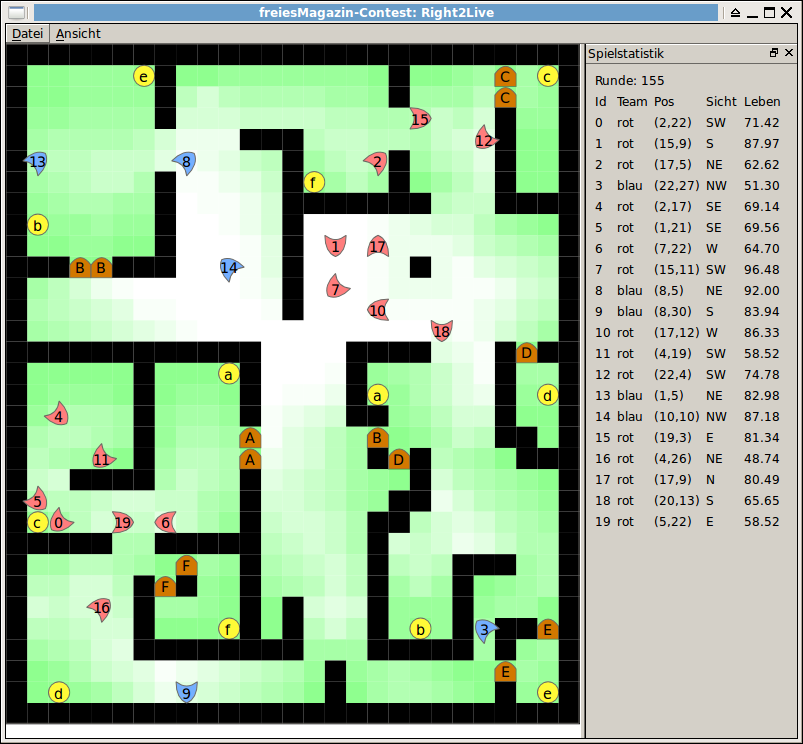 freiesMagazin-Contest: Right2Live
Datei Ansicht
Spielstatistik
Runde: 155
Id Team Pos Sicht Leben
0 rot (2,22) SW 71.42
1 rot (15,9) S 87.97
2 rot (17,5) NE 62.62
3 blau (22,27) NW 51.30
4 rot (2,17) SE 69.14
5 rot (1,21) SE 69.56
6 rot (7,22) W 64.70
7 rot (15,11) SW 96.48
8 blau (8,5) NE 92.00
9 blau (8,30) S 83.94
10 rot (17,12) W 86.33
11 rot (4,19) SW 58.52
12 rot (22,4) SW 74.78
13 blau (1,5) NE 82.98
14 blau (10,10) NW 87.18
15 rot (19,3) E 81.34
16 rot (4,26) NE 48.74
17 rot (17,9) N 80.49
18 rot (20,13) S 65.65
19 rot (5,22) E 58.52
e C c
C
15
12
13 8 2
f
b
1 17
B B 14
7
10
18
D
a
a d
4
A B
11 A D
5
c 0 19 6
F
F
16
f b 3 E
E
d 9 e